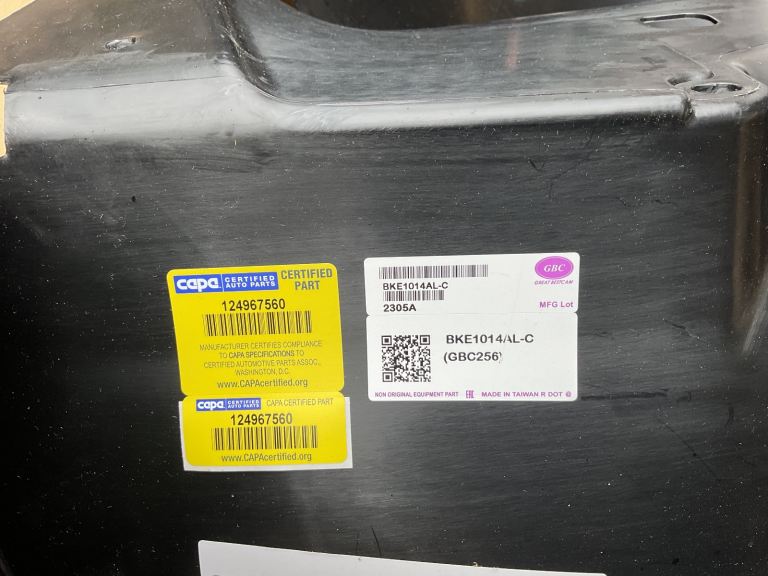 capa CERTIFIED AUTO PARTS CERTIFIED PART
124967560
MANUFACTURER CERTIFIES COMPLIANCE
TO CAPA SPECIFICATIONS TO
CERTIFIED AUTOMOTIVE PARTS ASSOC.,
WASHINGTON, D.C.
www.CAPAcertified.org
capa CERTIFIED AUTO PARTS CAPA CERTIFIED PART
124967560
www.CAPAcertified.org
BKE1014AL-C
2305A
GBC
GREAT BESTCAM
MFG Lot
BKE1014AL-C
(GBC256)
NON ORIGINAL EQUIPMENT PART EAC MADE IN TAIWAN R DOT @